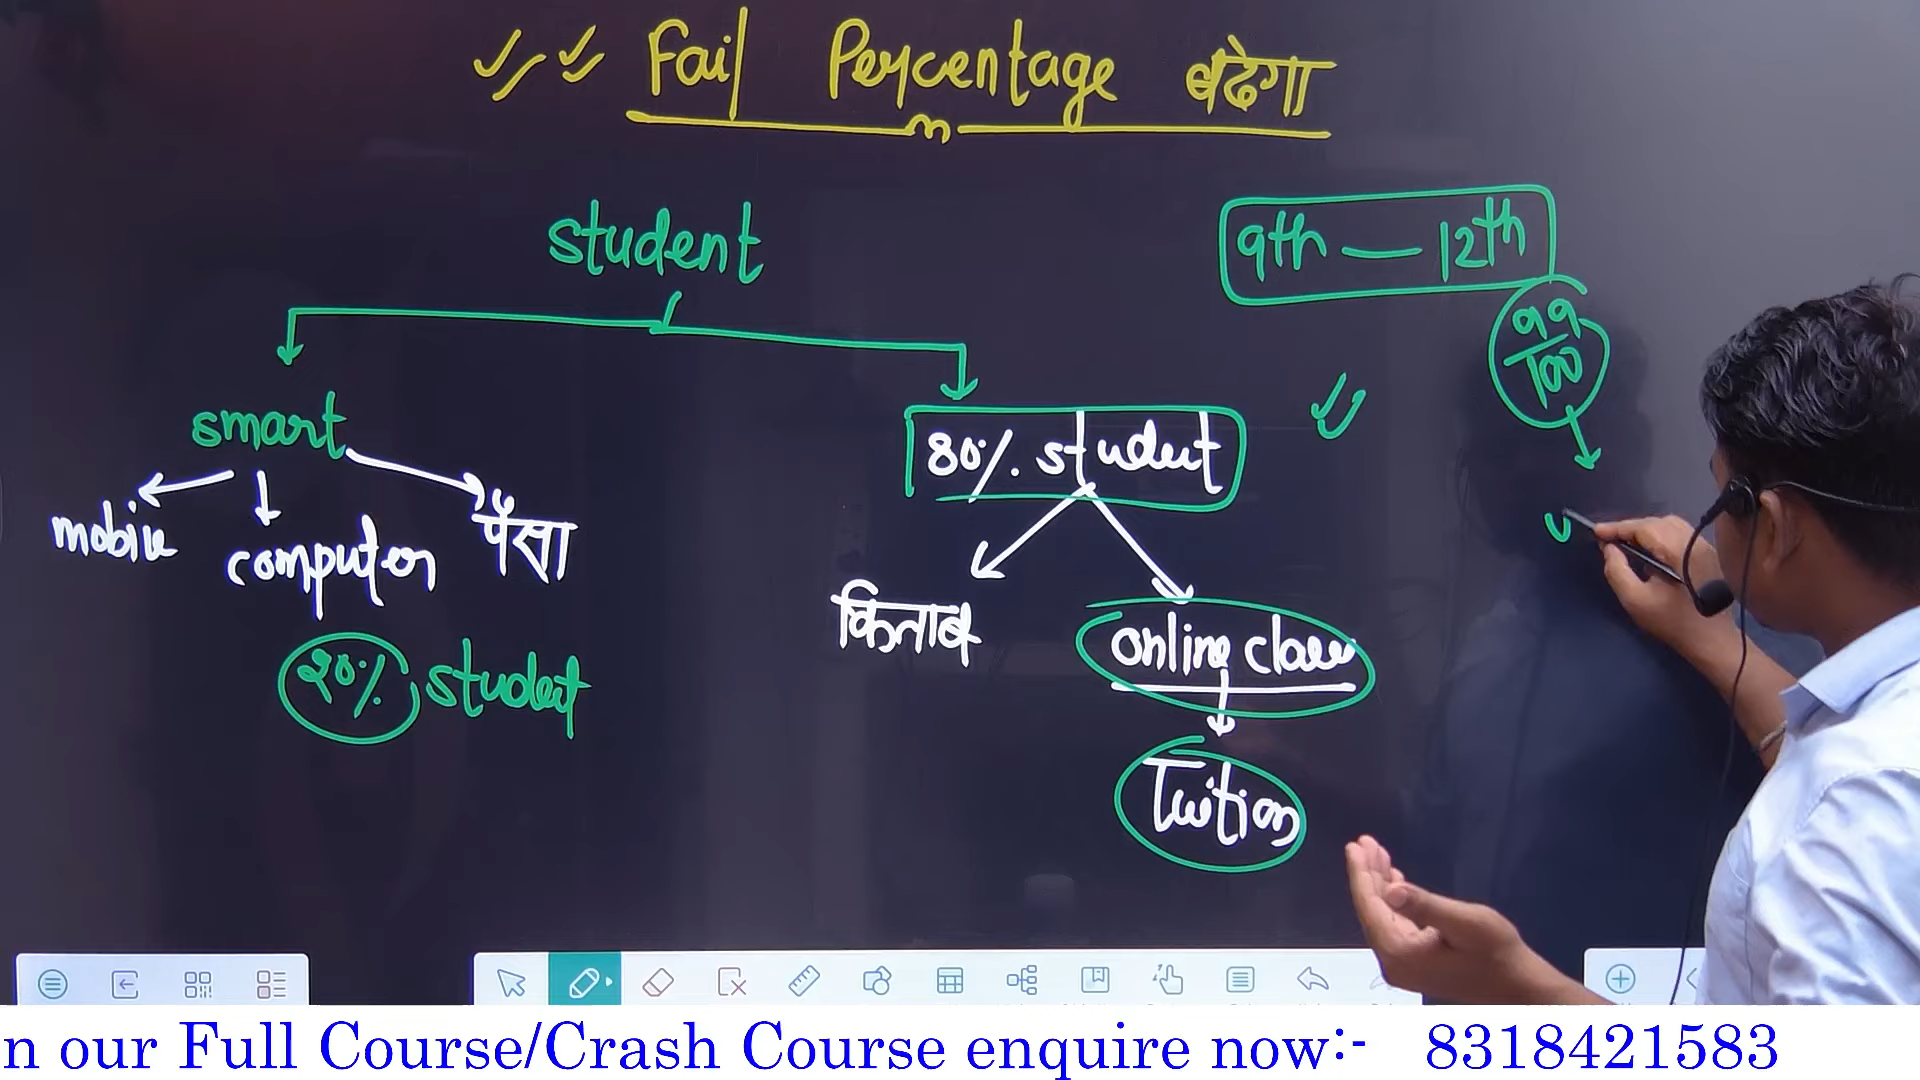 Fail Percentage बढेगा
student
9th — 12th
99/100
smart
80% student
mobile
computer
पैसा
किताब
online class
20% student
Tuition
n our Full Course/Crash Course enquire now:- 8318421583